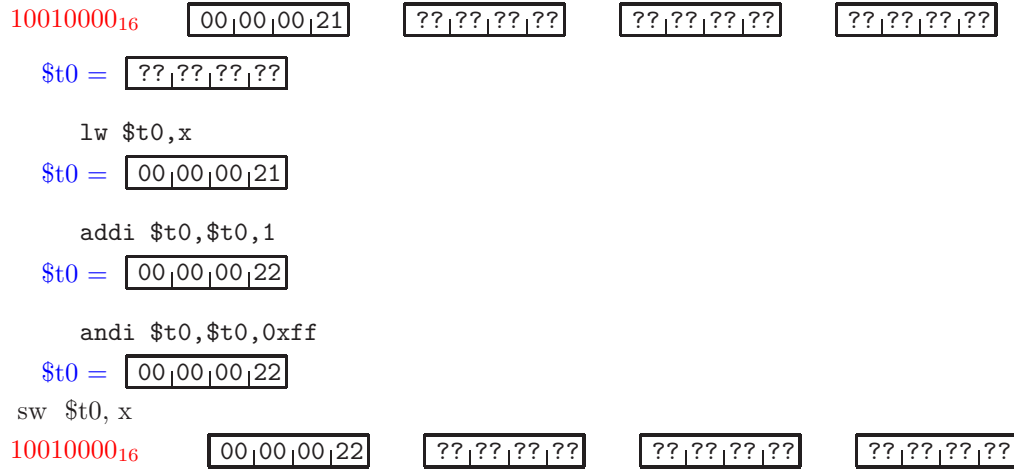 10010000₁₆ 00 00 00 21 ?? ?? ?? ?? ?? ?? ?? ?? ?? ?? ?? ??
$t0 = ?? ?? ?? ??
lw $t0,x
$t0 = 00 00 00 21
addi $t0,$t0,1
$t0 = 00 00 00 22
andi $t0,$t0,0xff
$t0 = 00 00 00 22
sw $t0, x
10010000₁₆ 00 00 00 22 ?? ?? ?? ?? ?? ?? ?? ?? ?? ?? ?? ??